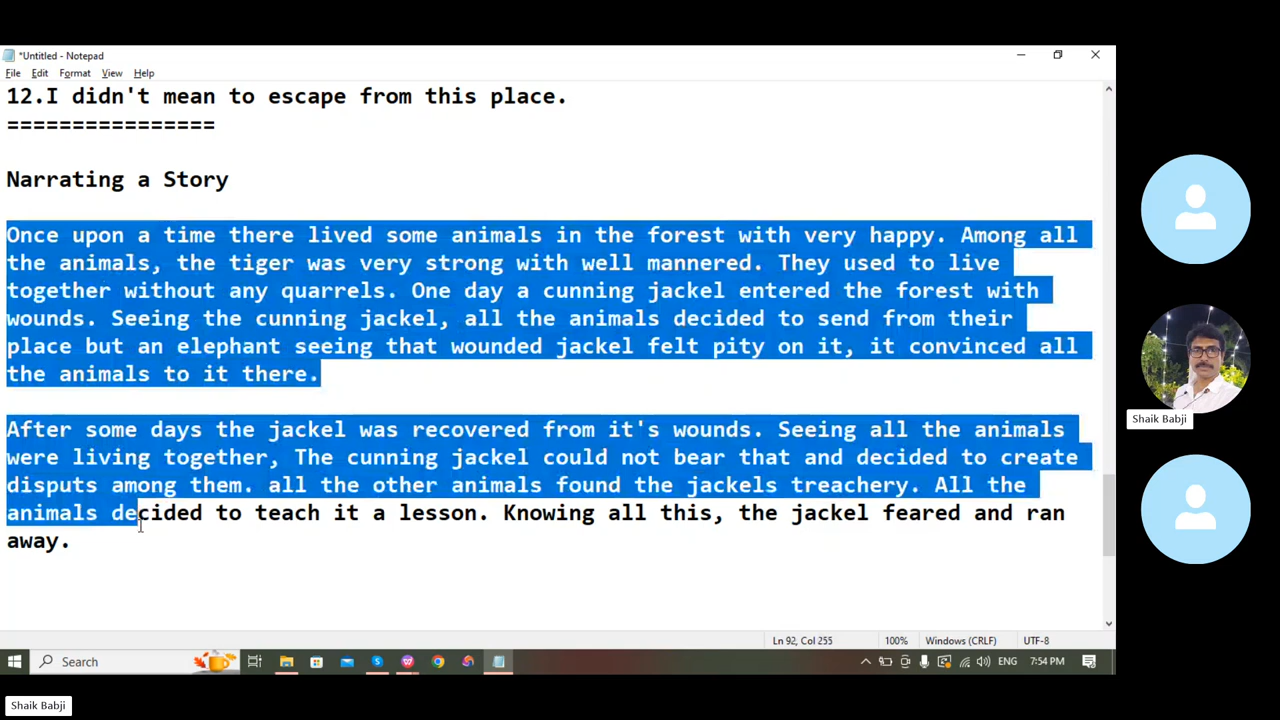 *Untitled - Notepad
File Edit Format View Help
12.I didn't mean to escape from this place.
================
Narrating a Story
Once upon a time there lived some animals in the forest with very happy. Among all
the animals, the tiger was very strong with well mannered. They used to live
together without any quarrels. One day a cunning jackel entered the forest with
wounds. Seeing the cunning jackel, all the animals decided to send from their
place but an elephant seeing that wounded jackel felt pity on it, it convinced all
the animals to it there.
After some days the jackel was recovered from it's wounds. Seeing all the animals
were living together, The cunning jackel could not bear that and decided to create
disputs among them. all the other animals found the jackels treachery. All the
animals decided to teach it a lesson. Knowing all this, the jackel feared and ran
away.
Shaik Babji
Ln 92, Col 255 100% Windows (CRLF) UTF-8
Search ENG 7:54 PM
Shaik Babji